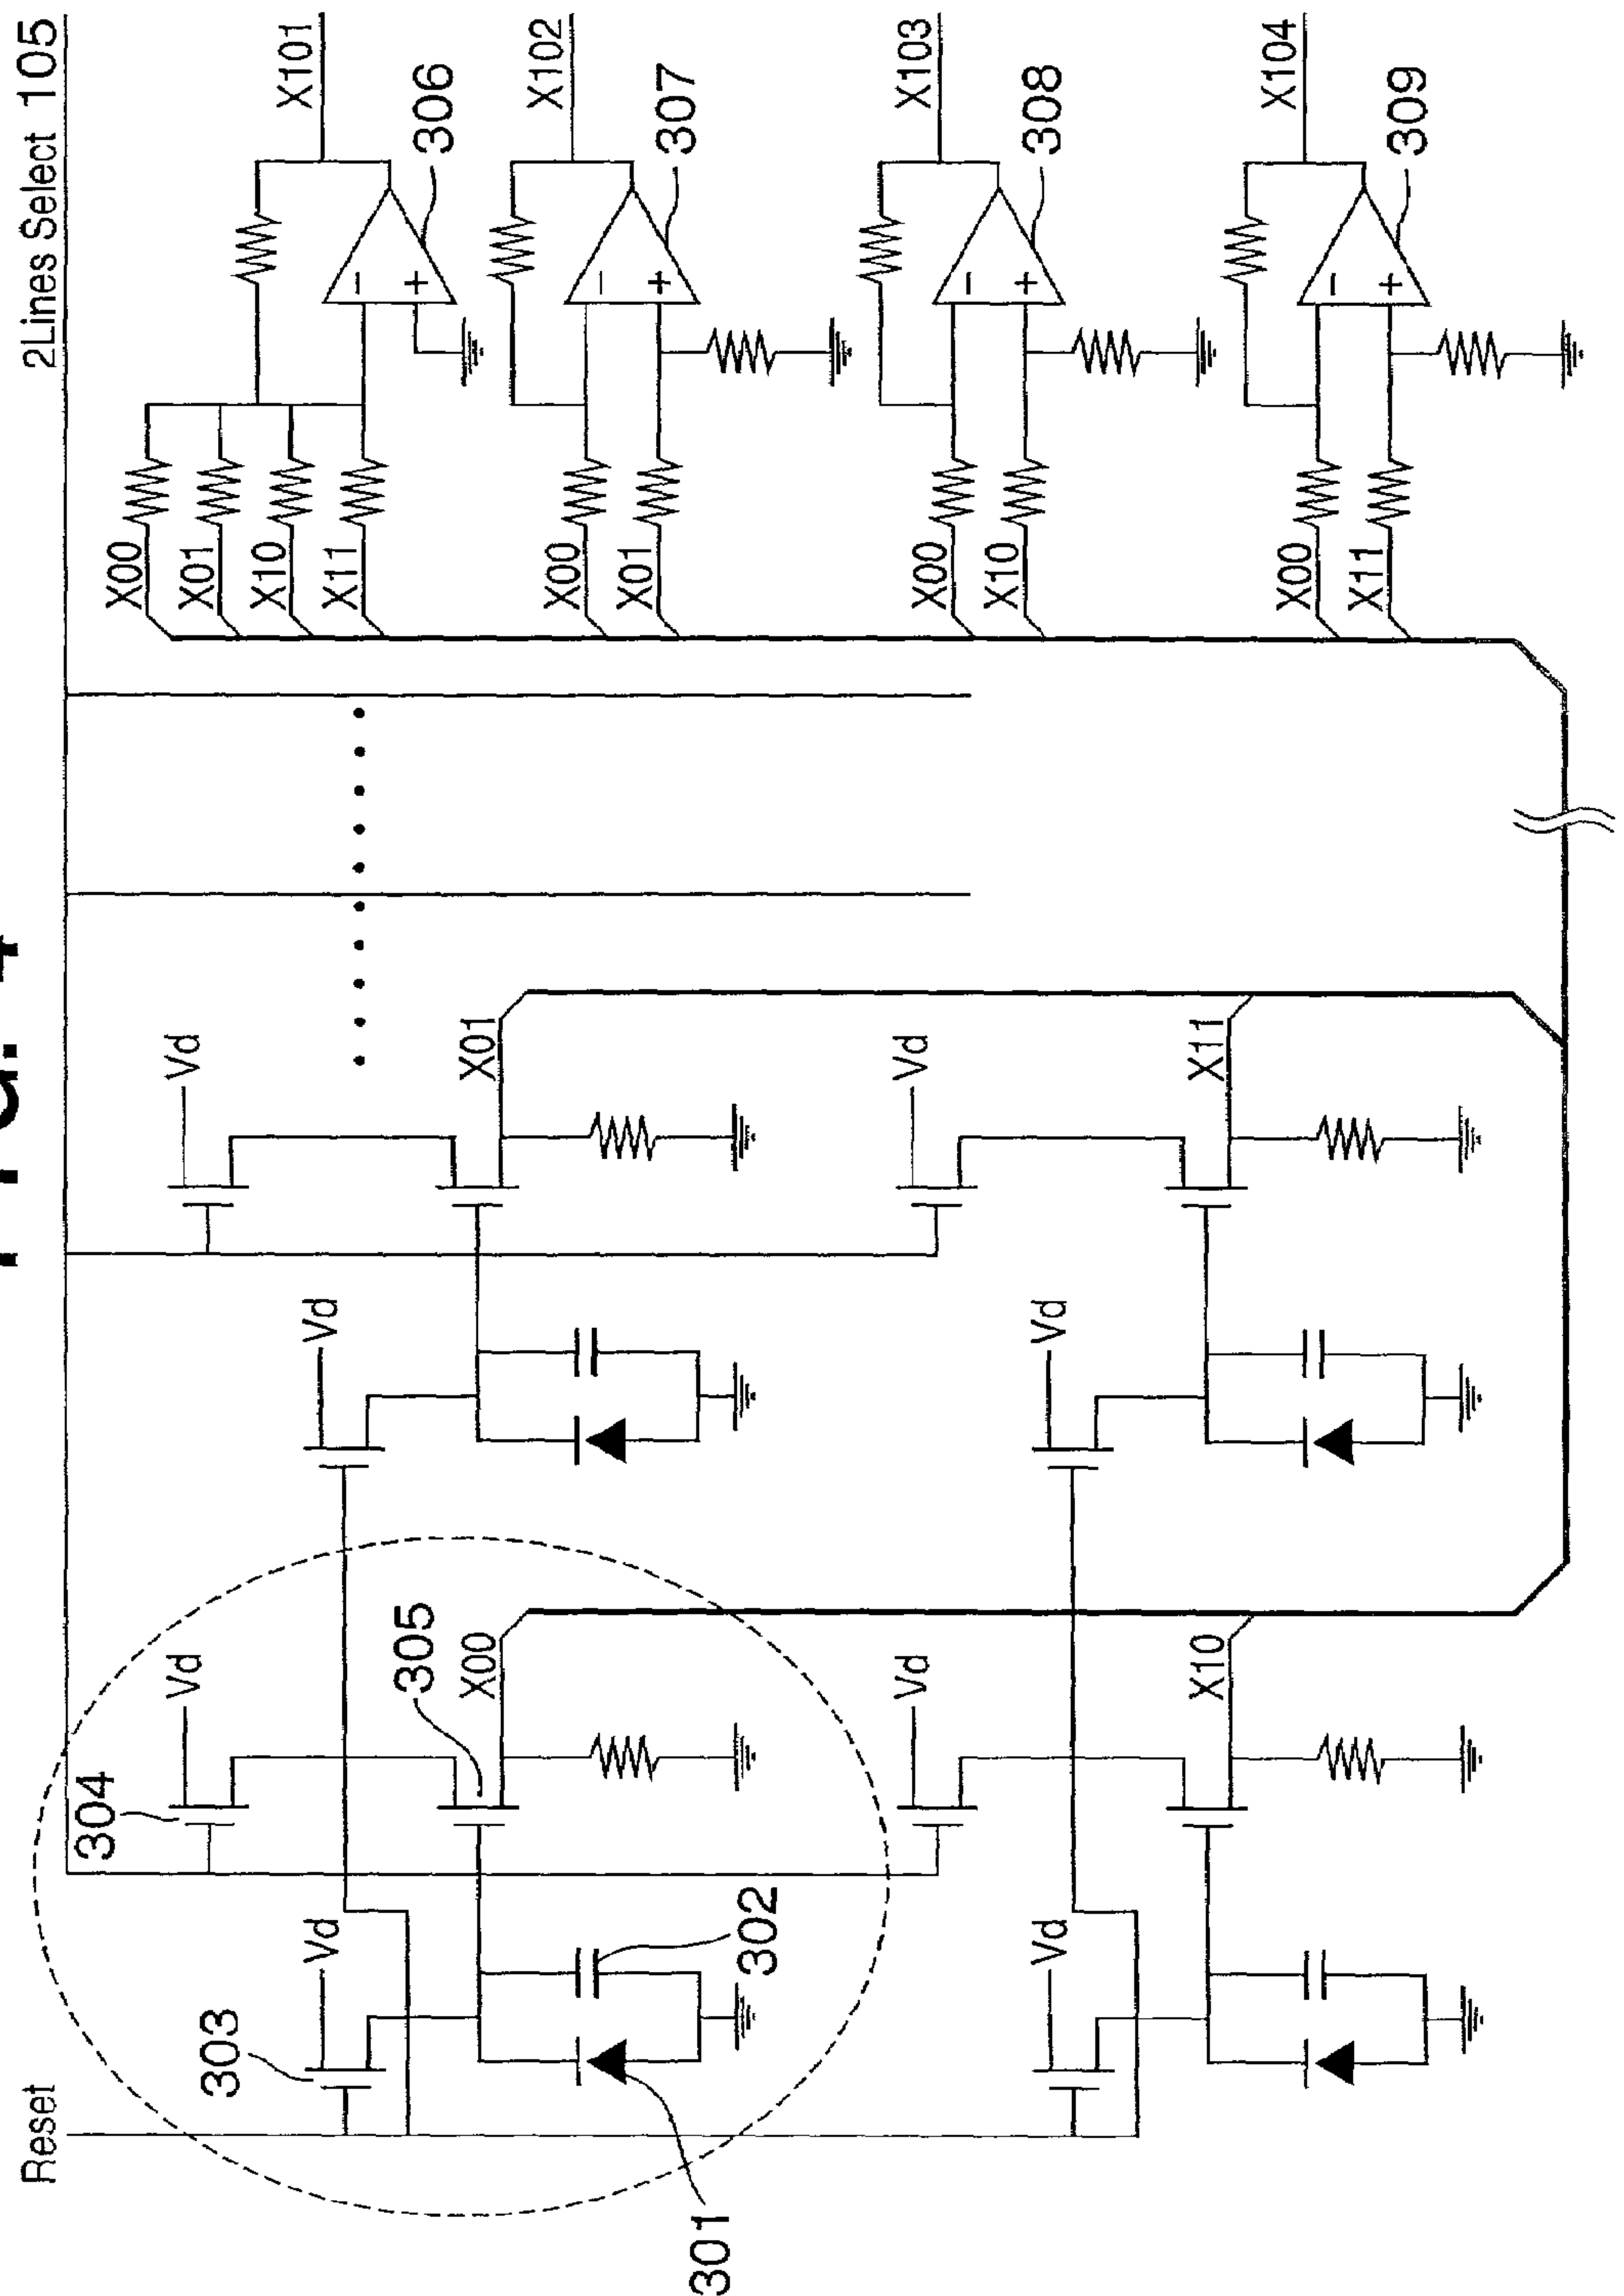 Reset
2Lines Select 105
304
Vd
Vd
X00
X101
303
Vd
Vd
X01
306
305
X00
X01
X10
X11
301
302
X00
X102
X01
307
Vd
Vd
X00
X103
Vd
Vd
X10
308
X10
X11
X00
X104
X11
309